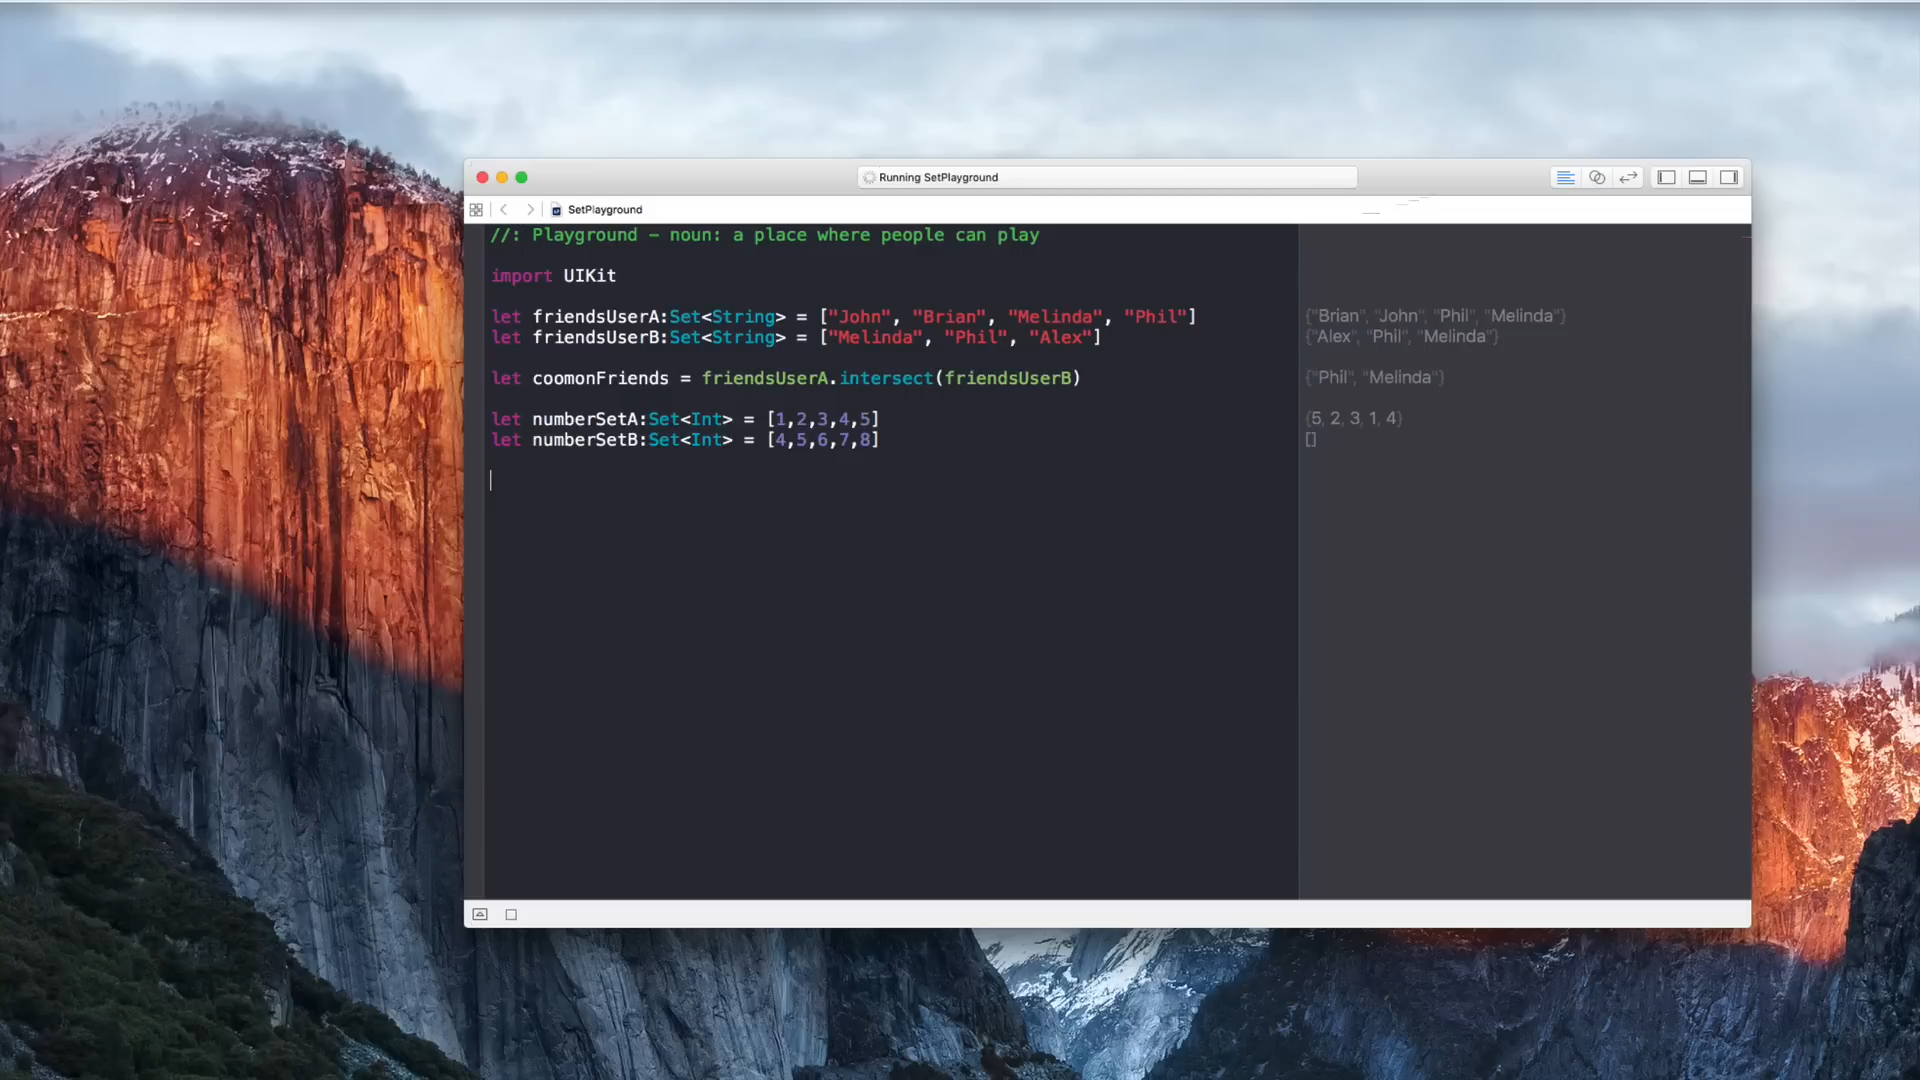 Running SetPlayground
SetPlayground
//: Playground – noun: a place where people can play
import UIKit
let friendsUserA:Set<String> = ["John", "Brian", "Melinda", "Phil"]
{"Brian", "John", "Phil", "Melinda"}
let friendsUserB:Set<String> = ["Melinda", "Phil", "Alex"]
{"Alex", "Phil", "Melinda"}
let coomonFriends = friendsUserA.intersect(friendsUserB)
{"Phil", "Melinda"}
let numberSetA:Set<Int> = [1,2,3,4,5]
{5, 2, 3, 1, 4}
let numberSetB:Set<Int> = [4,5,6,7,8]
[]